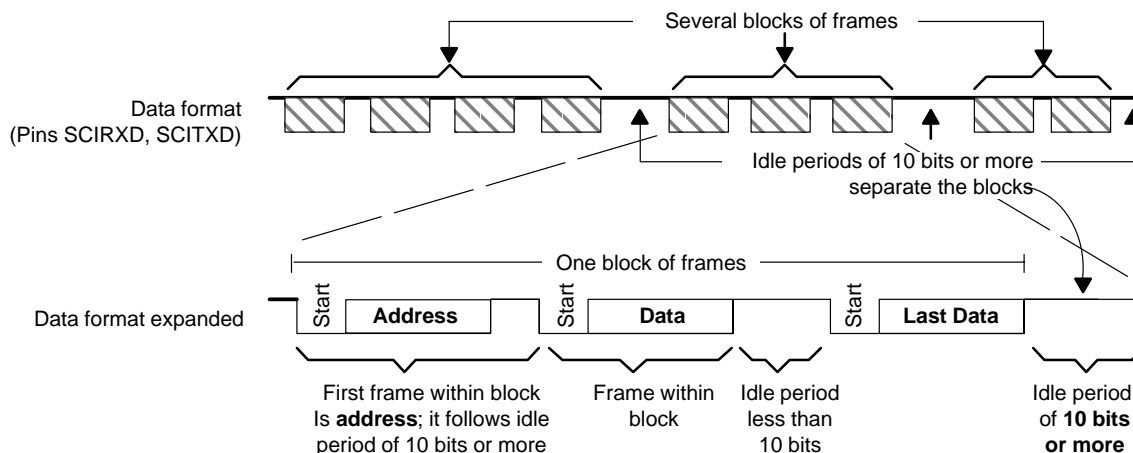 Several blocks of frames
Data format
(Pins SCIRXD, SCITXD)
Idle periods of 10 bits or more
separate the blocks
One block of frames
Data format expanded
Start
Address
Start
Data
Start
Last Data
First frame within block
Is address; it follows idle
period of 10 bits or more
Frame within
block
Idle period
less than
10 bits
Idle period
of 10 bits
or more